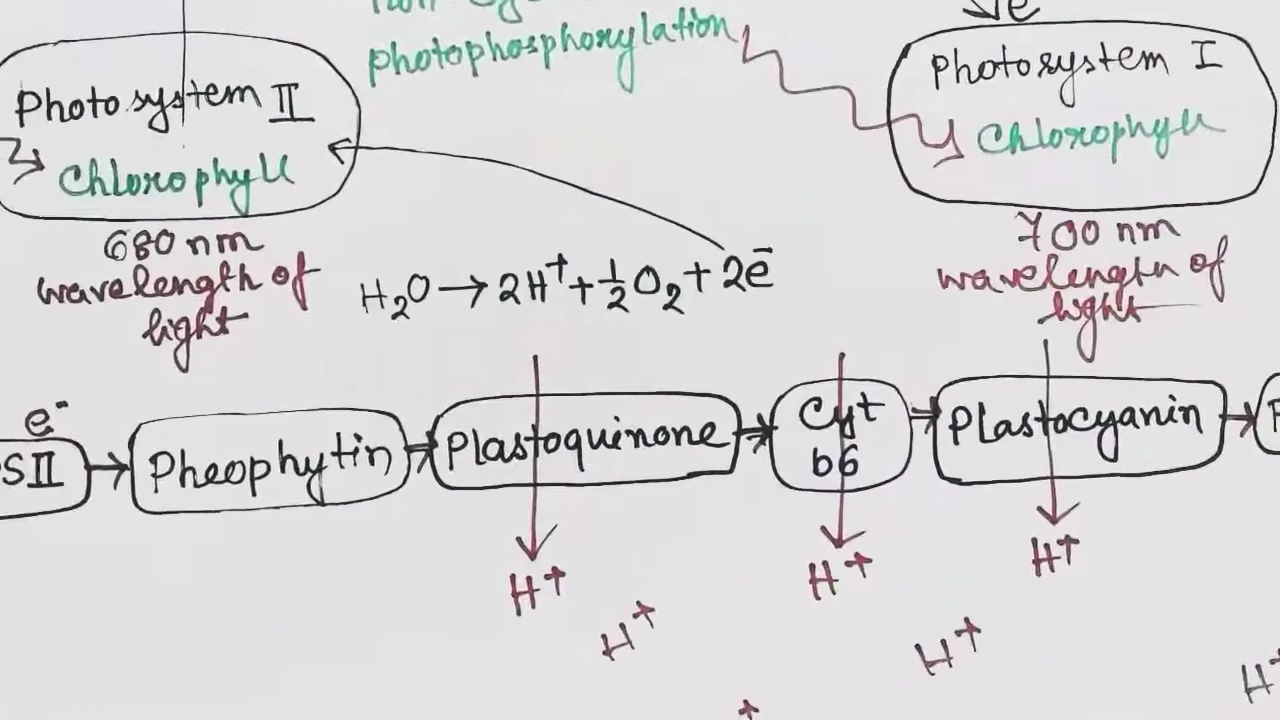 e⁻
photophosphorylation
Photosystem II
Chlorophyll
680 nm
wavelength of
light
Photosystem I
Chlorophyll
700 nm
wavelength of
light
H₂O → 2H⁺ + ½O₂ + 2e⁻
e⁻
SII → Pheophytin → Plastoquinone → Cyt b6 → Plastocyanin →
H⁺ H⁺ H⁺
H⁺ H⁺
H⁺